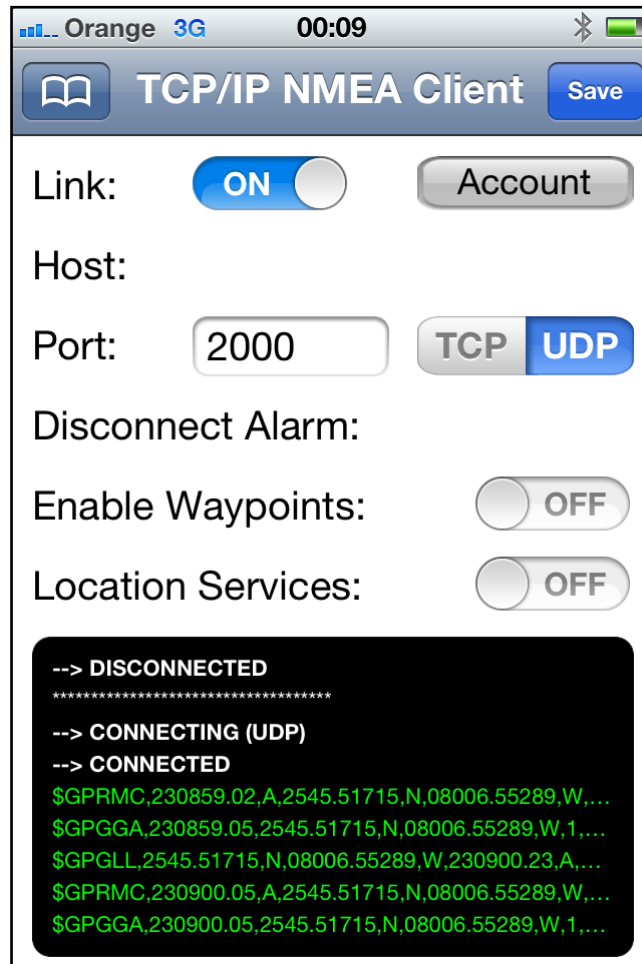 Orange 3G 00:09
TCP/IP NMEA Client Save
Link: ON Account
Host:
Port: 2000 TCP UDP
Disconnect Alarm:
Enable Waypoints: OFF
Location Services: OFF
--> DISCONNECTED
************************************
--> CONNECTING (UDP)
--> CONNECTED
$GPRMC,230859.02,A,2545.51715,N,08006.55289,W,...
$GPGGA,230859.05,2545.51715,N,08006.55289,W,1,...
$GPGLL,2545.51715,N,08006.55289,W,230900.23,A,...
$GPRMC,230900.05,A,2545.51715,N,08006.55289,W,...
$GPGGA,230900.05,2545.51715,N,08006.55289,W,1,...